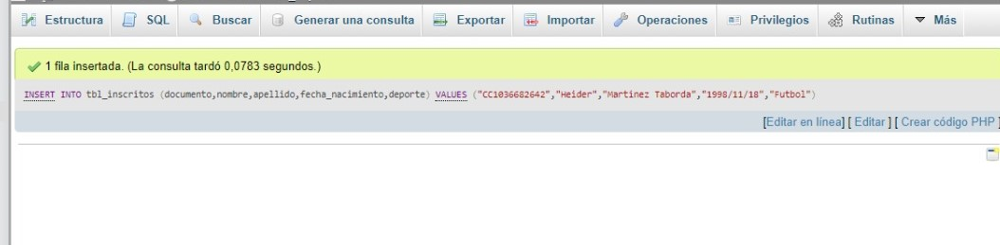 Estructura SQL Buscar Generar una consulta Exportar Importar Operaciones Privilegios Rutinas Más
1 fila insertada. (La consulta tardó 0,0783 segundos.)
INSERT INTO tbl_inscritos (documento,nombre,apellido,fecha_nacimiento,deporte) VALUES ("CC1036682642","Heider","Martinez Taborda","1998/11/18","Futbol")
[Editar en línea] [ Editar ] [ Crear código PHP ]